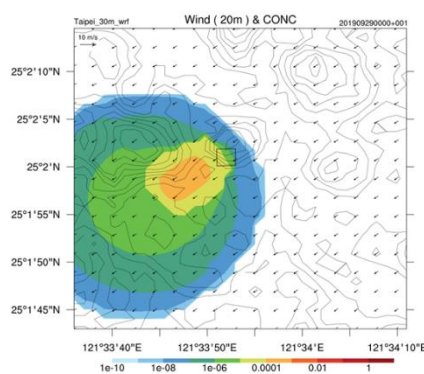 Taipei_30m_wrf
Wind ( 20m ) & CONC
201909290000+001
10 m/s
25°2'10"N
25°2'5"N
25°2'N
25°1'55"N
25°1'50"N
25°1'45"N
121°33'40"E 121°33'50"E 121°34'E 121°34'10"E
1e-10 1e-08 1e-06 0.0001 0.01 1